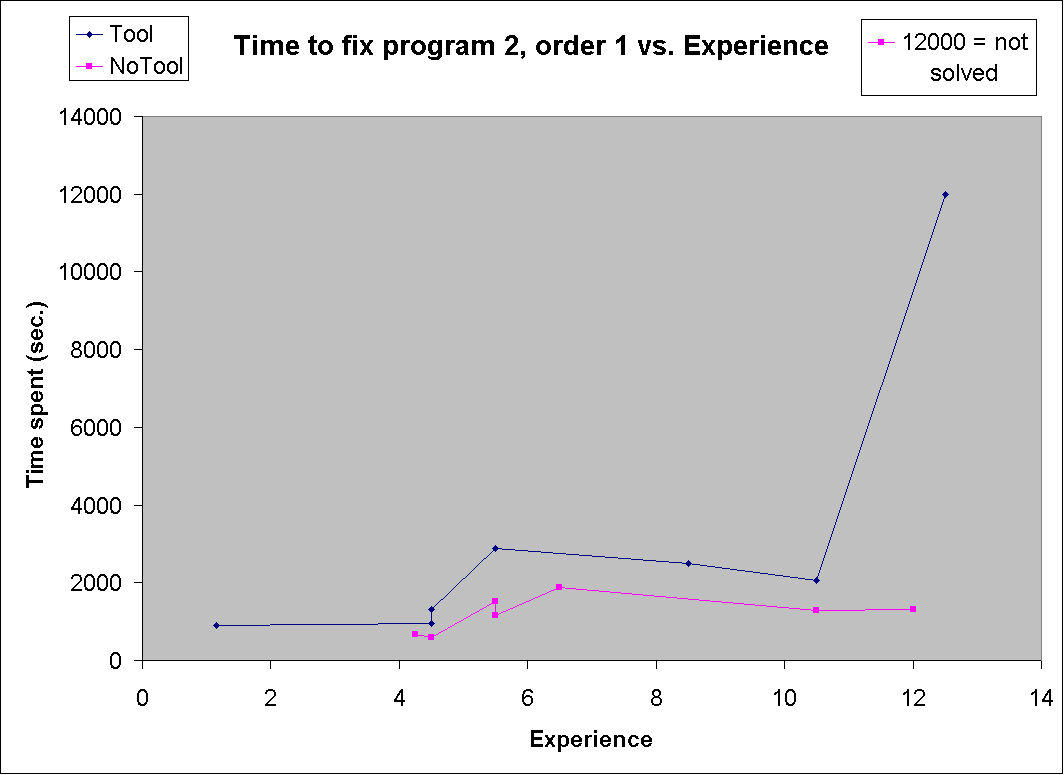 Tool
NoTool
Time to fix program 2, order 1 vs. Experience
12000 = not
solved
14000
12000
10000
8000
6000
4000
2000
0
Time spent (sec.)
0 2 4 6 8 10 12 14
Experience